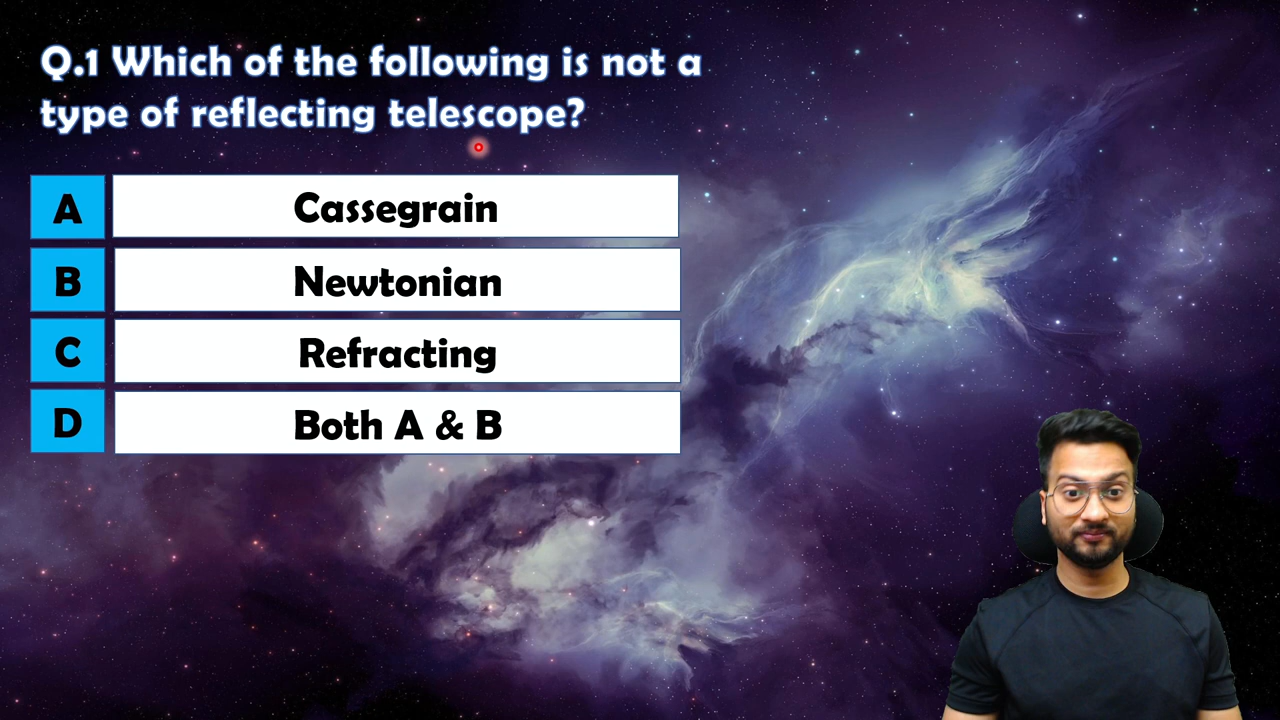 Q.1 Which of the following is not a
type of reflecting telescope?
A Cassegrain
B Newtonian
C Refracting
D Both A & B